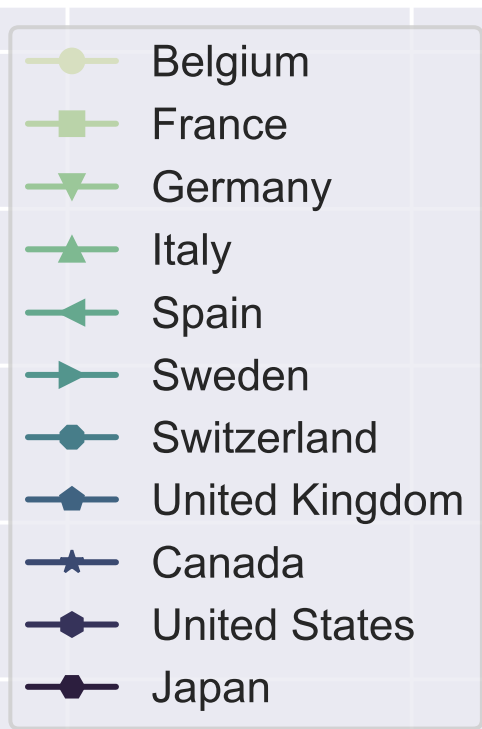 Belgium
France
Germany
Italy
Spain
Sweden
Switzerland
United Kingdom
Canada
United States
Japan